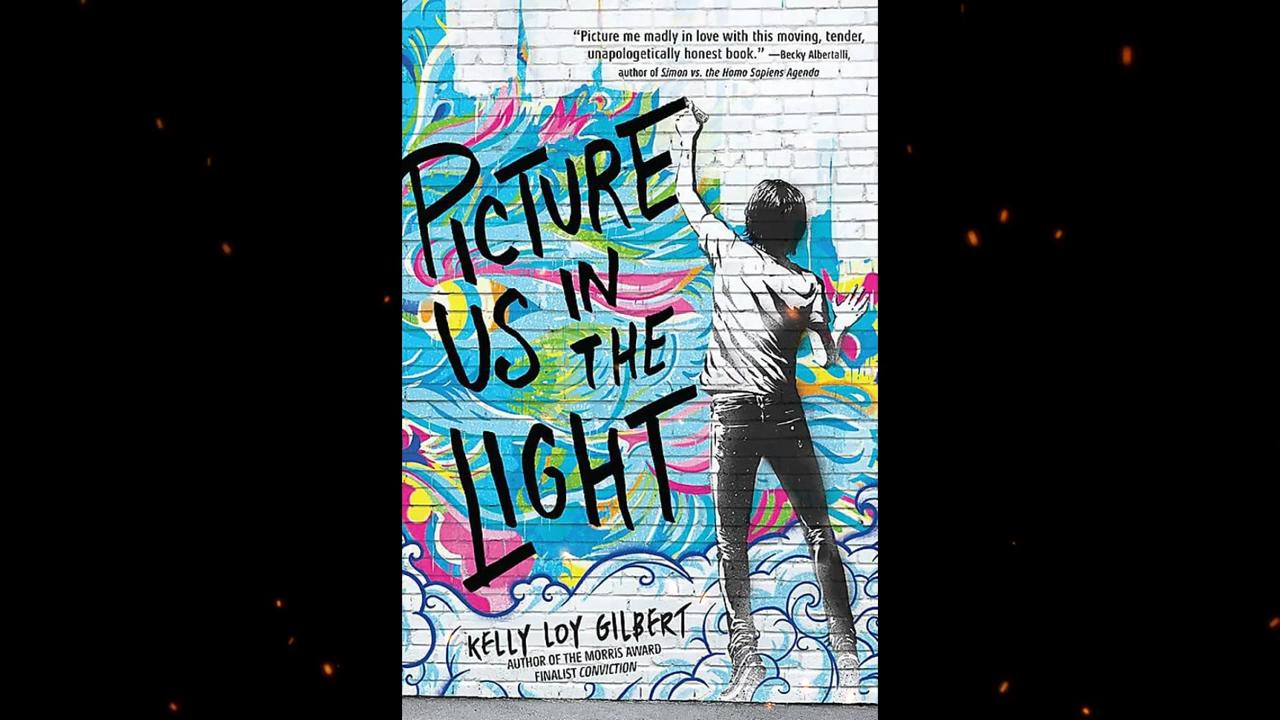 “Picture me madly in love with this moving, tender,
unapologetically honest book.” —Becky Albertalli,
author of Simon vs. the Homo Sapiens Agenda
PICTURE
US IN
THE
LIGHT
KELLY LOY GILBERT
AUTHOR OF THE MORRIS AWARD
FINALIST CONVICTION